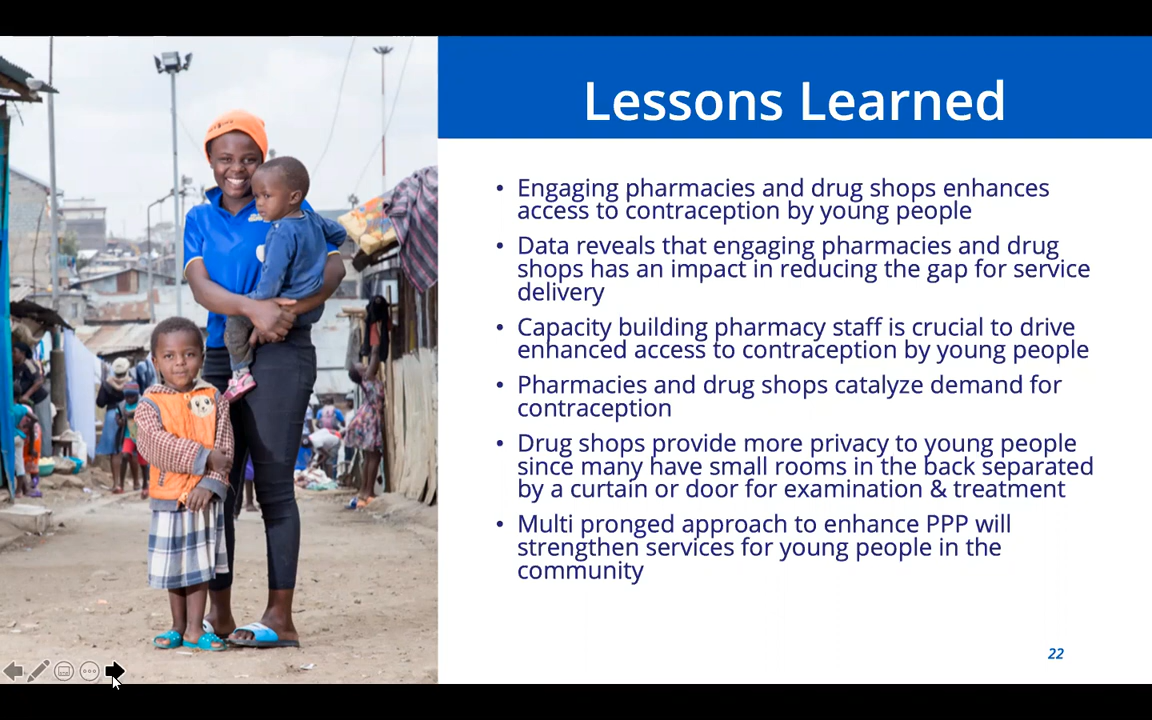 Lessons Learned
• Engaging pharmacies and drug shops enhances
access to contraception by young people
• Data reveals that engaging pharmacies and drug
shops has an impact in reducing the gap for service
delivery
• Capacity building pharmacy staff is crucial to drive
enhanced access to contraception by young people
• Pharmacies and drug shops catalyze demand for
contraception
• Drug shops provide more privacy to young people
since many have small rooms in the back separated
by a curtain or door for examination & treatment
• Multi pronged approach to enhance PPP will
strengthen services for young people in the
community
22